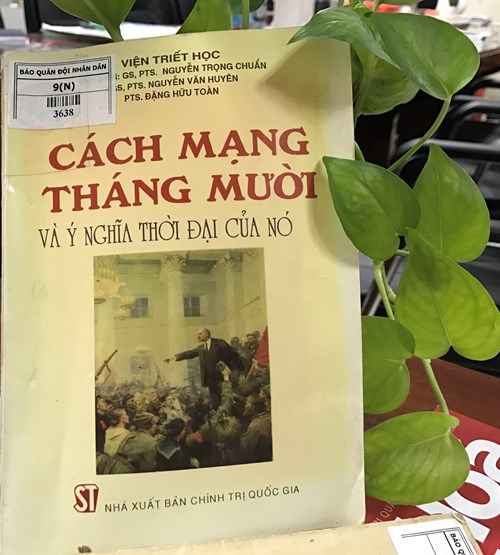 VIỆN TRIẾT HỌC
GS, PTS. NGUYỄN TRỌNG CHUẨN
PTS. NGUYỄN VĂN HUYÊN
PTS. ĐẶNG HỮU TOÀN
BÁO QUÂN ĐỘI NHÂN DÂN
9(N)
3638
CÁCH MẠNG
THÁNG MƯỜI
VÀ Ý NGHĨA THỜI ĐẠI CỦA NÓ
ST
NHÀ XUẤT BẢN CHÍNH TRỊ QUỐC GIA